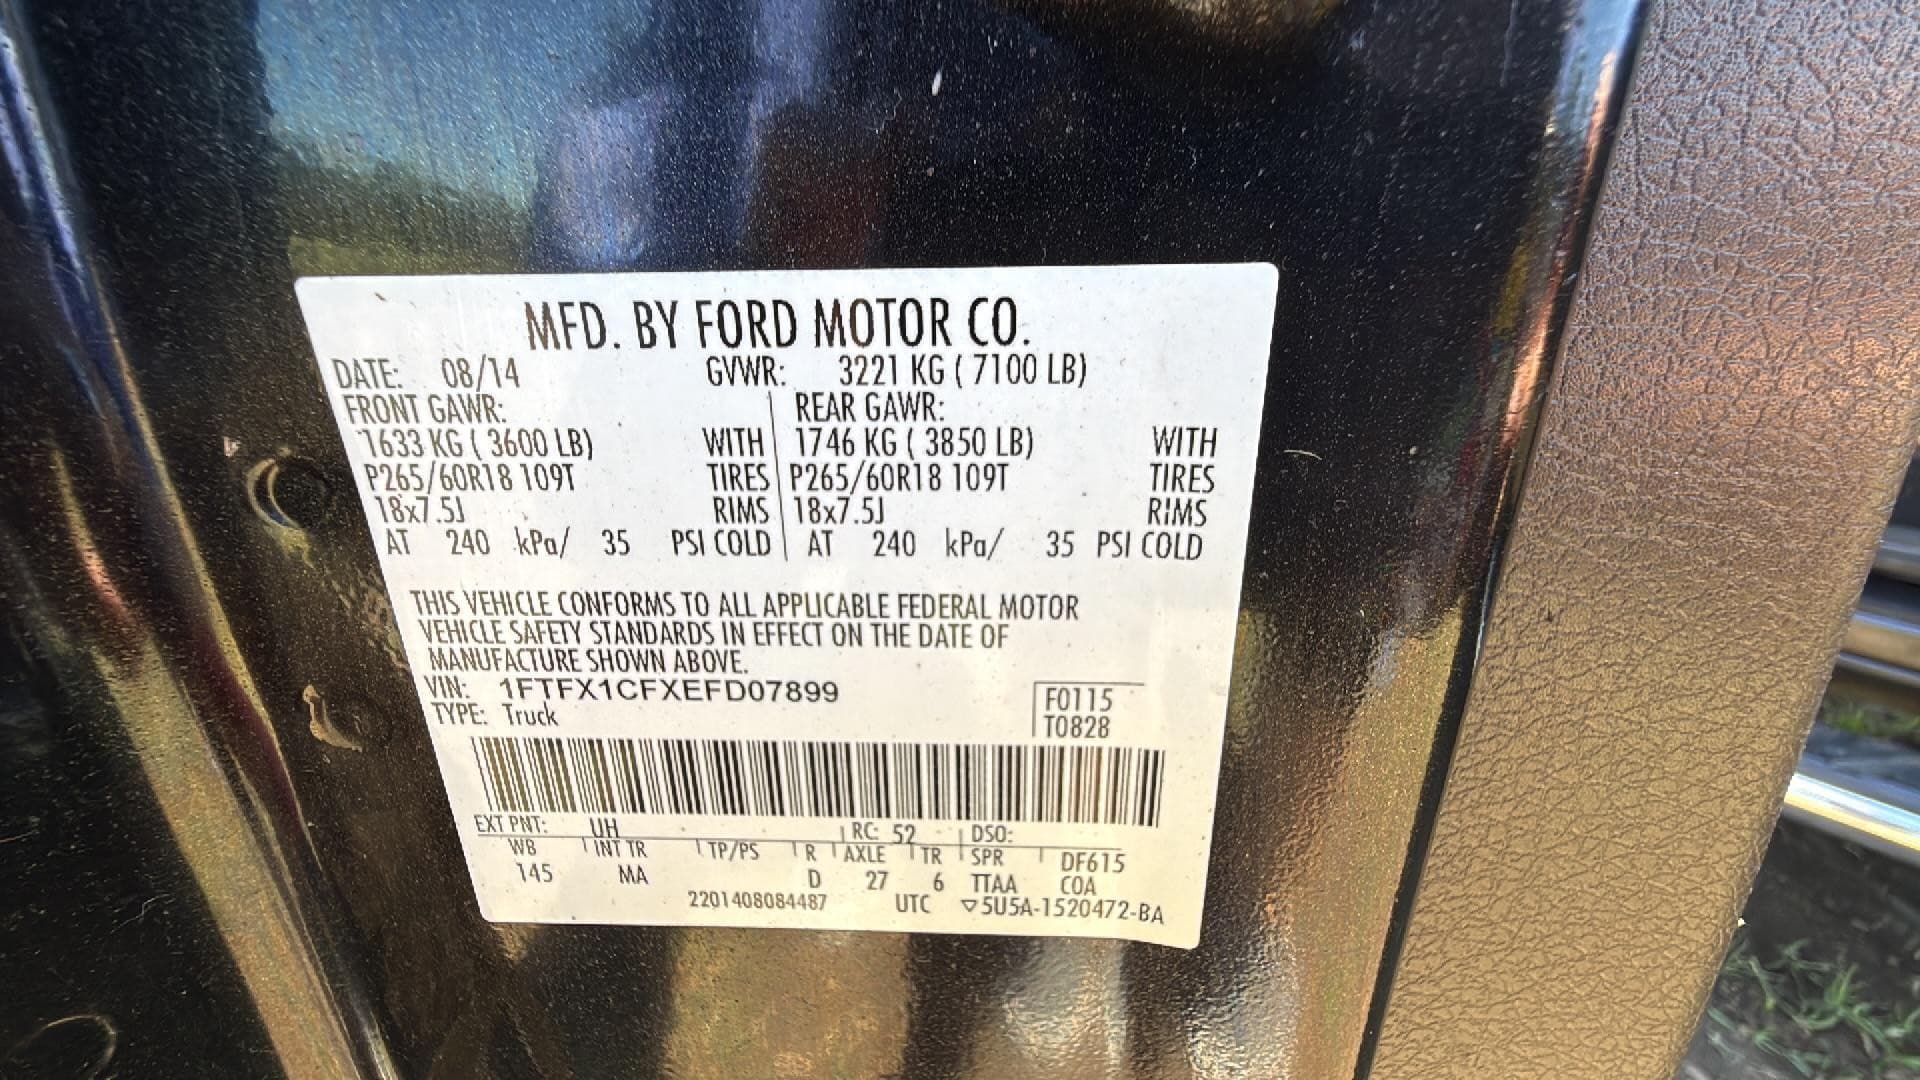 MFD. BY FORD MOTOR CO.
DATE: 08/14 GVWR: 3221 KG ( 7100 LB)
FRONT GAWR: REAR GAWR:
1633 KG ( 3600 LB) WITH 1746 KG ( 3850 LB) WITH
P265/60R18 109T TIRES P265/60R18 109T TIRES
18x7.5J RIMS 18x7.5J RIMS
AT 240 kPa/ 35 PSI COLD AT 240 kPa/ 35 PSI COLD
THIS VEHICLE CONFORMS TO ALL APPLICABLE FEDERAL MOTOR
VEHICLE SAFETY STANDARDS IN EFFECT ON THE DATE OF
MANUFACTURE SHOWN ABOVE.
VIN: 1FTFX1CFXEFD07899 F0115
TYPE: Truck T0828
EXT PNT: UH RC: 52 DSO:
WB INT TR TP/PS R AXLE TR SPR DF615
145 MA D 27 6 TTAA COA
2201408084487 UTC ▽5U5A-1520472-BA